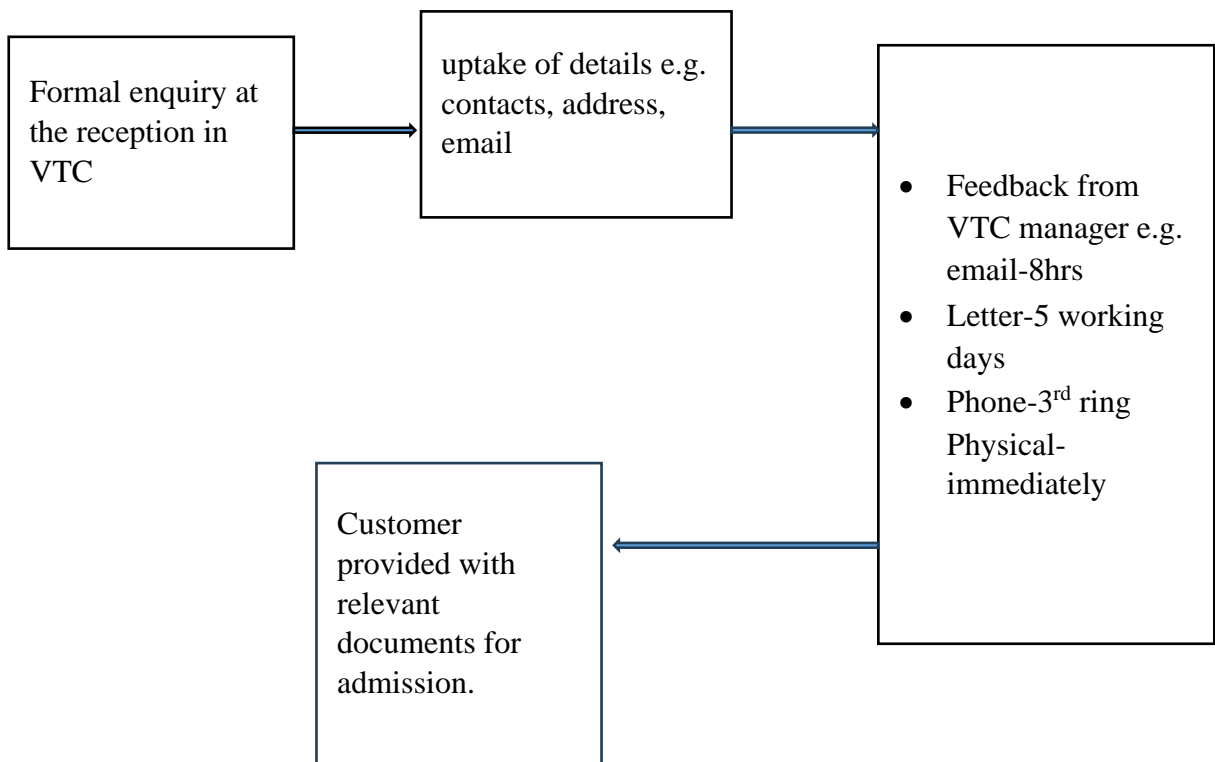 Formal enquiry at
the reception in
VTC
uptake of details e.g.
contacts, address,
email
• Feedback from
VTC manager e.g.
email-8hrs
• Letter-5 working
days
• Phone-3rd ring
Physical-
immediately
Customer
provided with
relevant
documents for
admission.